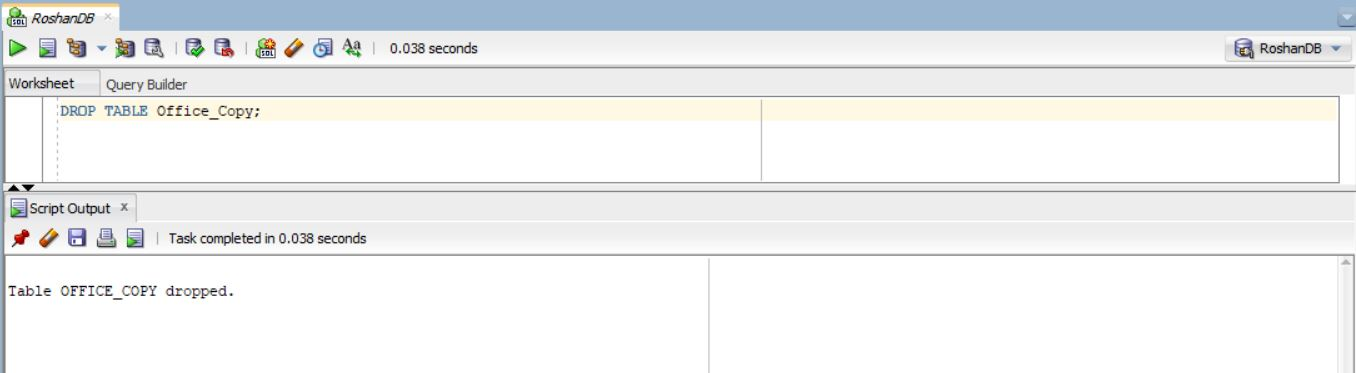 RoshanDB
0.038 seconds
RoshanDB
Worksheet Query Builder
DROP TABLE Office_Copy;
Script Output x
Task completed in 0.038 seconds
Table OFFICE_COPY dropped.